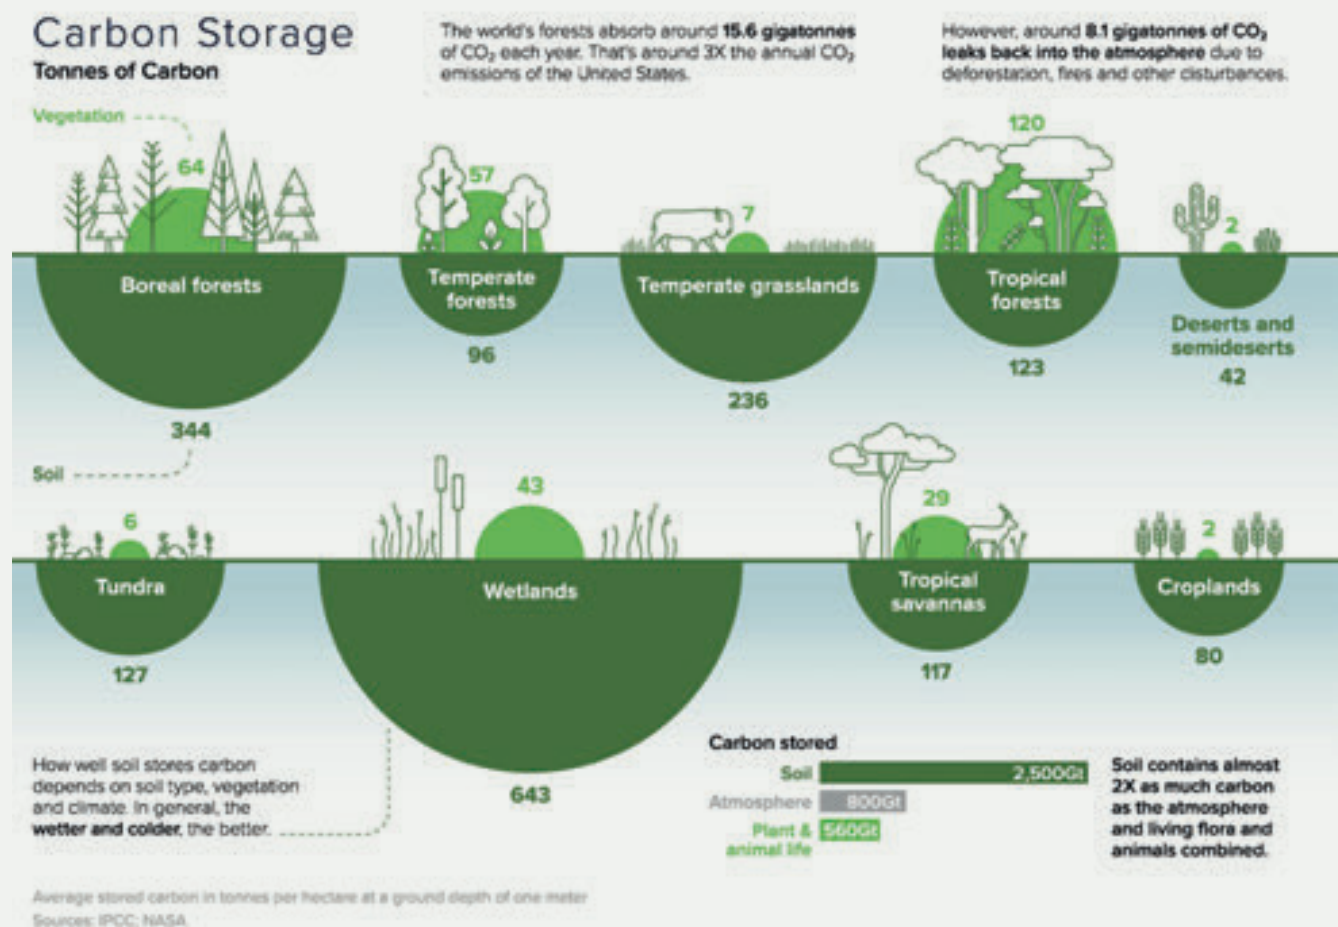 Carbon Storage
Tonnes of Carbon
The world's forests absorb around 15.6 gigatonnes
of CO₂ each year. That's around 3X the annual CO₂
emissions of the United States.
However, around 8.1 gigatonnes of CO₂
leaks back into the atmosphere due to
deforestation, fires and other disturbances.
Vegetation
64
57
7
120
2
Boreal forests
Temperate
forests
Temperate grasslands
Tropical
forests
Deserts and
semideserts
344
96
236
123
42
Soil
6
43
29
2
Tundra
Wetlands
Tropical
savannas
Croplands
127
643
117
80
How well soil stores carbon
depends on soil type, vegetation
and climate. In general, the
wetter and colder, the better.
Carbon stored
Soil 2,500Gt
Atmosphere 800Gt
Plant &
animal life 560Gt
Soil contains almost
2X as much carbon
as the atmosphere
and living flora and
animals combined.
Average stored carbon in tonnes per hectare at a ground depth of one meter
Sources: IPCC; NASA